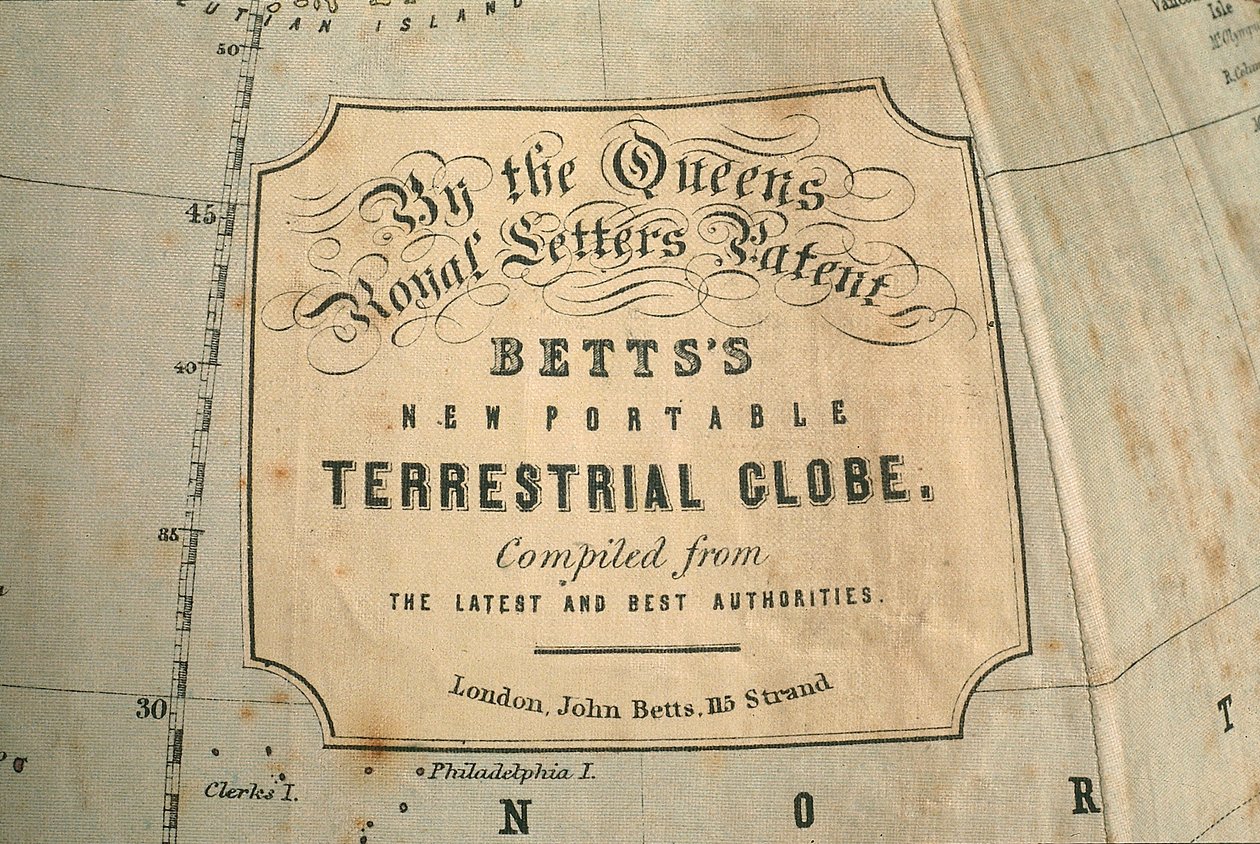 UTIAN ISLAND
50
Isle
45
By the Queens
Royal Letters Patent
40
BETTS'S
NEW PORTABLE
TERRESTRIAL GLOBE.
35
Compiled from
THE LATEST AND BEST AUTHORITIES.
London, John Betts, 115 Strand
30
T
Philadelphia I.
Clerks I.
N O R